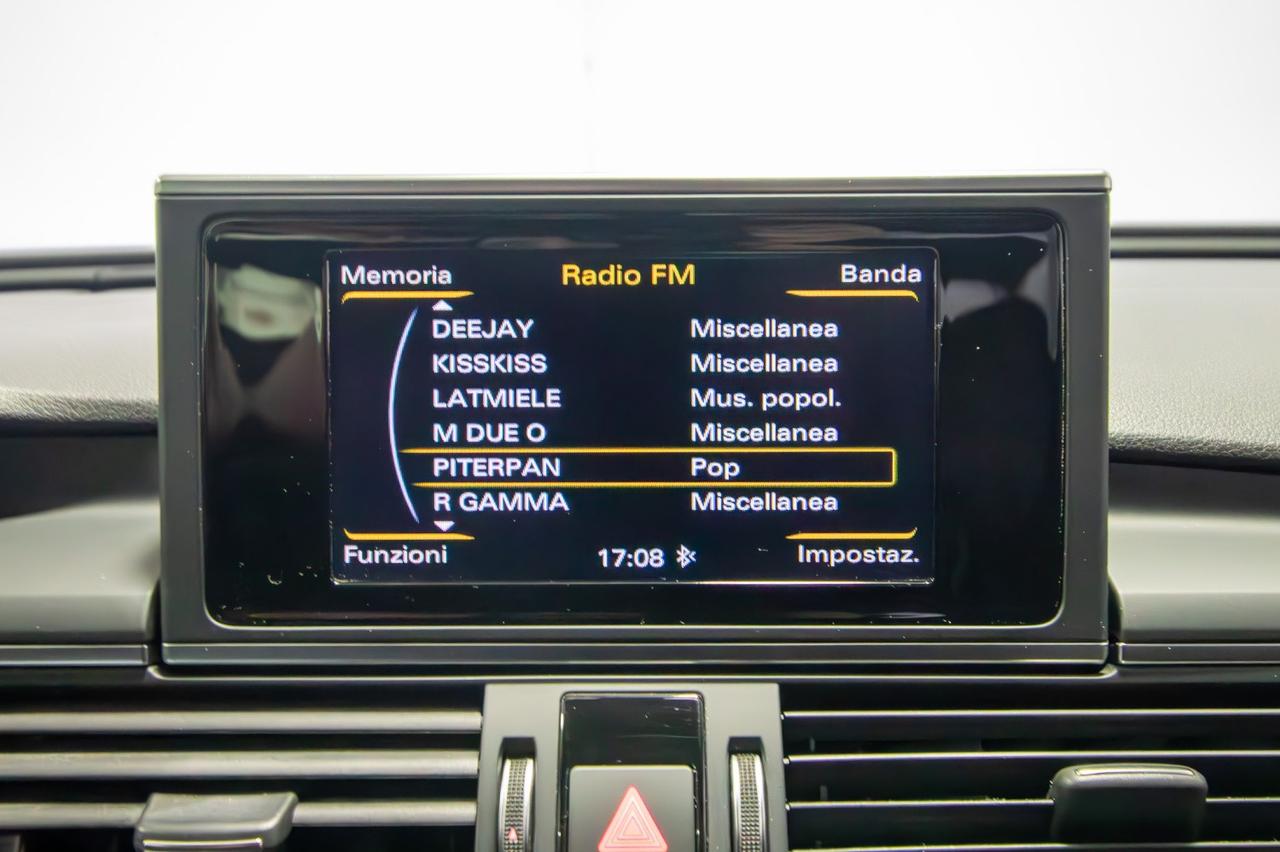 Memoria Radio FM Banda
DEEJAY Miscellanea
KISSKISS Miscellanea
LATMIELE Mus. popol.
M DUE O Miscellanea
PITERPAN Pop
R GAMMA Miscellanea
Funzioni 17:08 Impostaz.